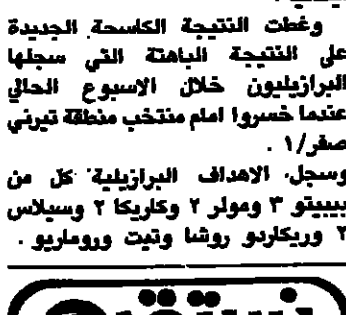 وغطت النتيجة الكاسحة الجديدة
على النتيجة الباهتة التي سجلها
البرازيليون خلال الاسبوع الحالي
عندما خسروا امام منتخب منطقة تيرني
صفر/١ .
وسجل الاهداف البرازيلية كل من
بيبيتو ٣ ومولر ٢ وكاريكا ٢ وسيلاس
٢ وريكاردو روشا وتيت وروماريو .